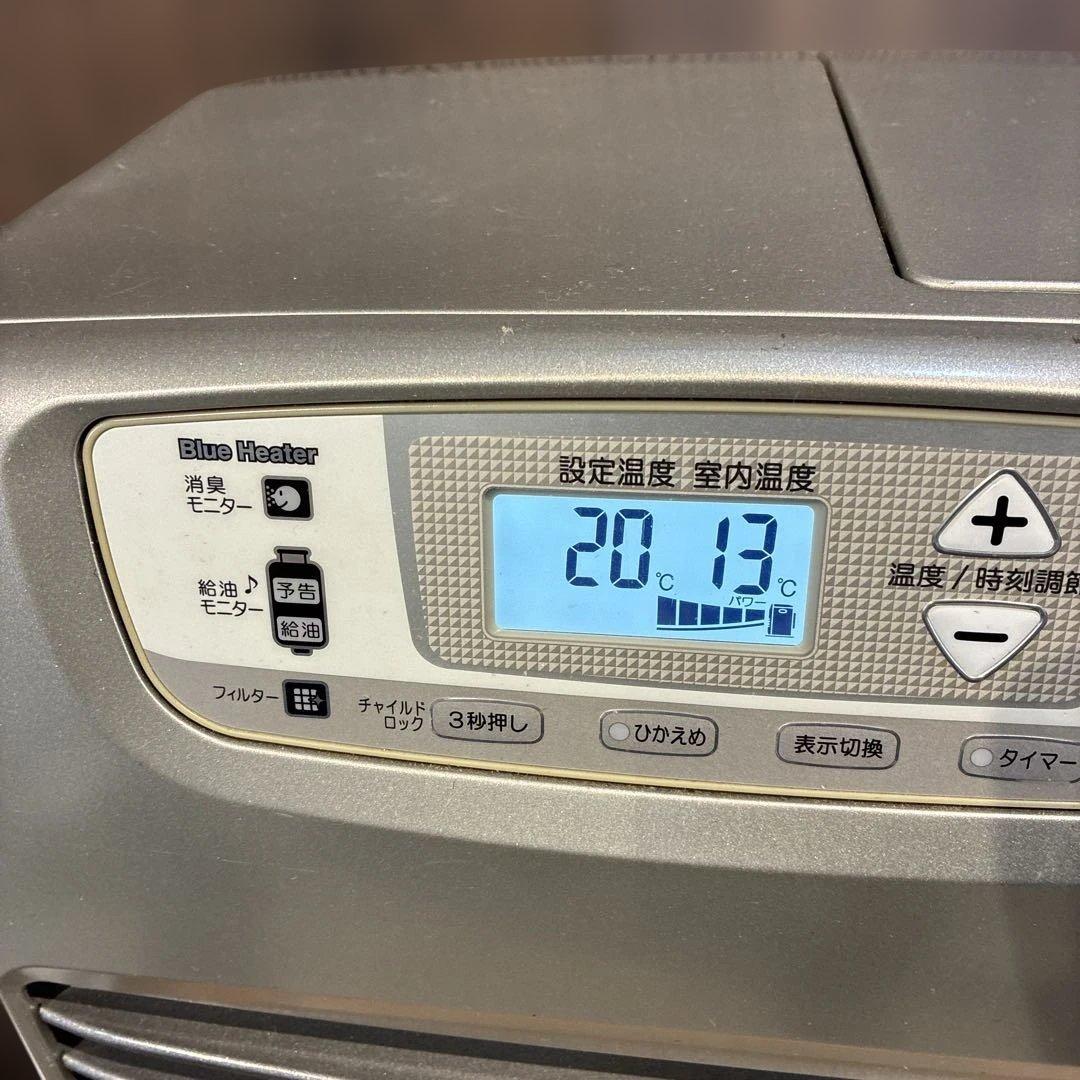 Blue Heater
消臭
モニター
給油♪
モニター
予告
給油
フィルター
設定温度 室内温度
20℃ 13℃
パワー
+
温度/時刻調節
-
チャイルド
ロック
3秒押し
ひかえめ
表示切換
タイマー